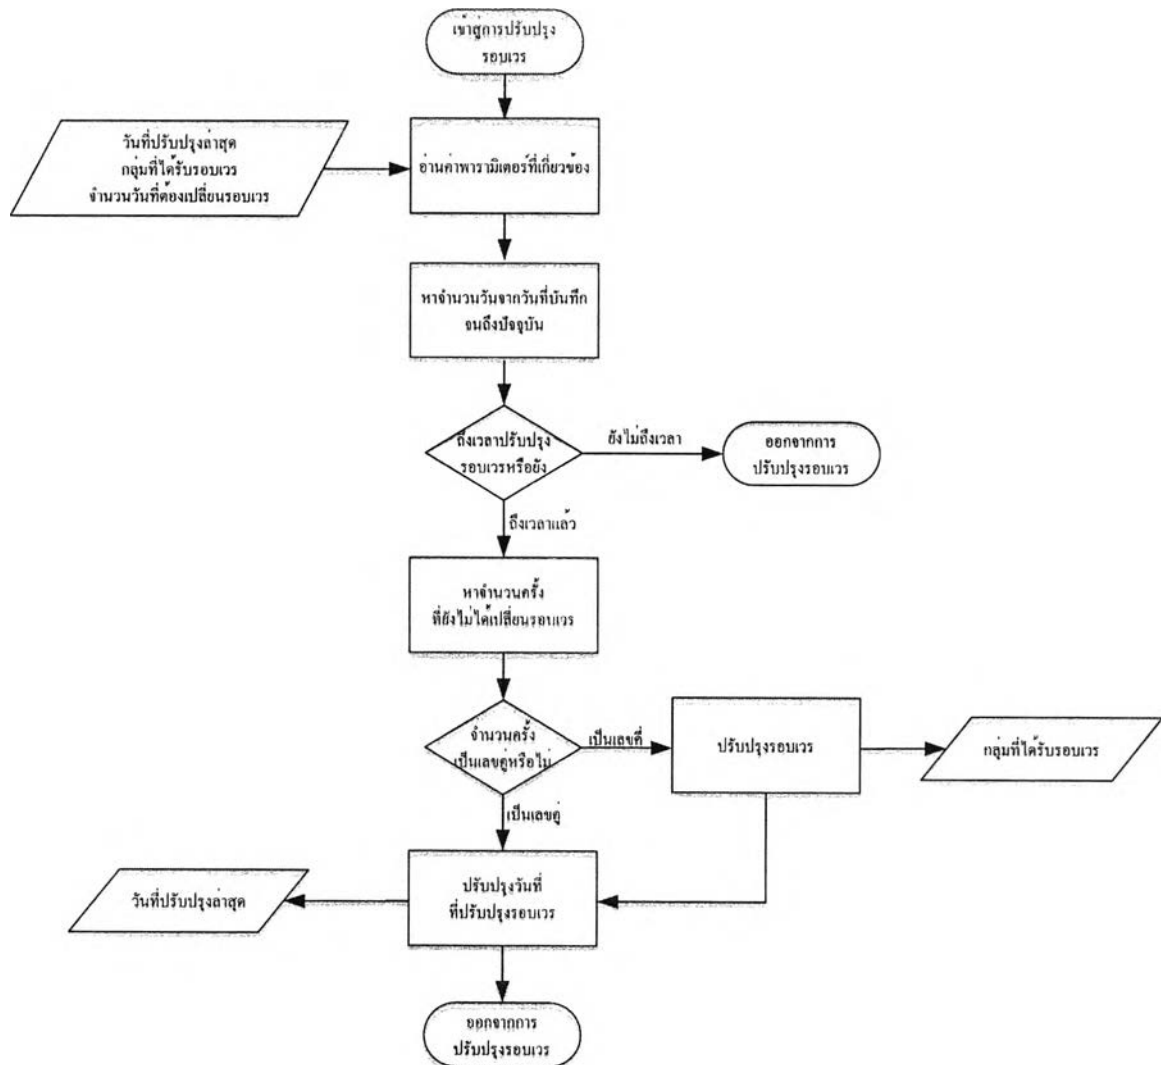 เข้าสู่การปรับปรุง
รอบเวร
วันที่ปรับปรุงล่าสุด
กลุ่มที่ได้รับรอบเวร
จำนวนวันที่ต้องเปลี่ยนรอบเวร
อ่านค่าพารามิเตอร์ที่เกี่ยวข้อง
หาจำนวนวันจากวันที่บันทึก
จนถึงปัจจุบัน
ถึงเวลาปรับปรุง
รอบเวรหรือยัง
ยังไม่ถึงเวลา
ออกจากการ
ปรับปรุงรอบเวร
ถึงเวลาแล้ว
หาจำนวนครั้ง
ที่ยังไม่ได้เปลี่ยนรอบเวร
จำนวนครั้ง
เป็นเลขคู่หรือไม่
เป็นเลขคี่
ปรับปรุงรอบเวร
กลุ่มที่ได้รับรอบเวร
เป็นเลขคู่
ปรับปรุงวันที่
ที่ปรับปรุงรอบเวร
วันที่ปรับปรุงล่าสุด
ออกจากการ
ปรับปรุงรอบเวร